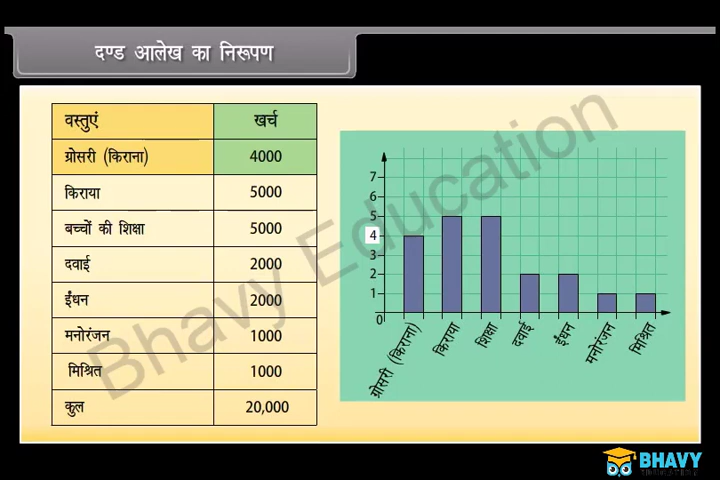 दण्ड आलेख का निरूपण
वस्तुएं खर्च
ग्रोसरी (किराना) 4000
किराया 5000
बच्चों की शिक्षा 5000
दवाई 2000
ईंधन 2000
मनोरंजन 1000
मिश्रित 1000
कुल 20,000
7
6
5
4
3
2
1
0
ग्रोसरी (किराना) किराया शिक्षा दवाई ईंधन मनोरंजन मिश्रित
Bhavy Education
BHAVY
EDUCATION